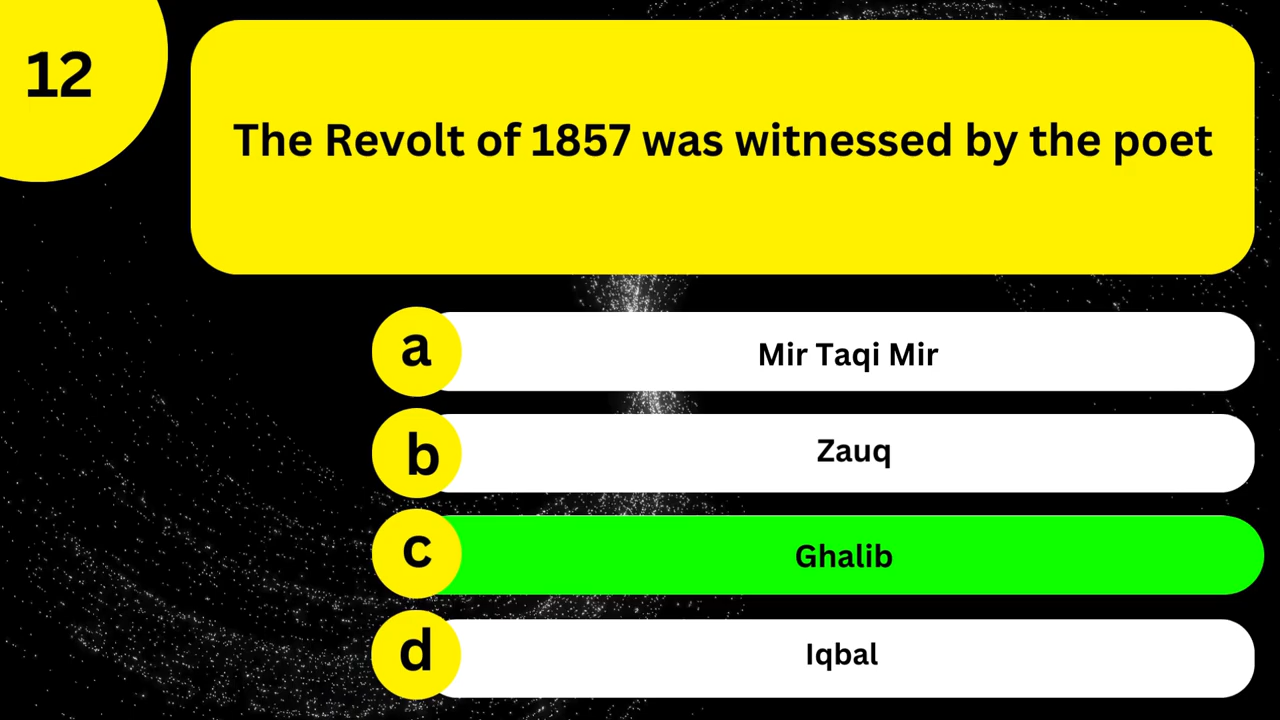 12
The Revolt of 1857 was witnessed by the poet
a
Mir Taqi Mir
b
Zauq
c
Ghalib
d
Iqbal